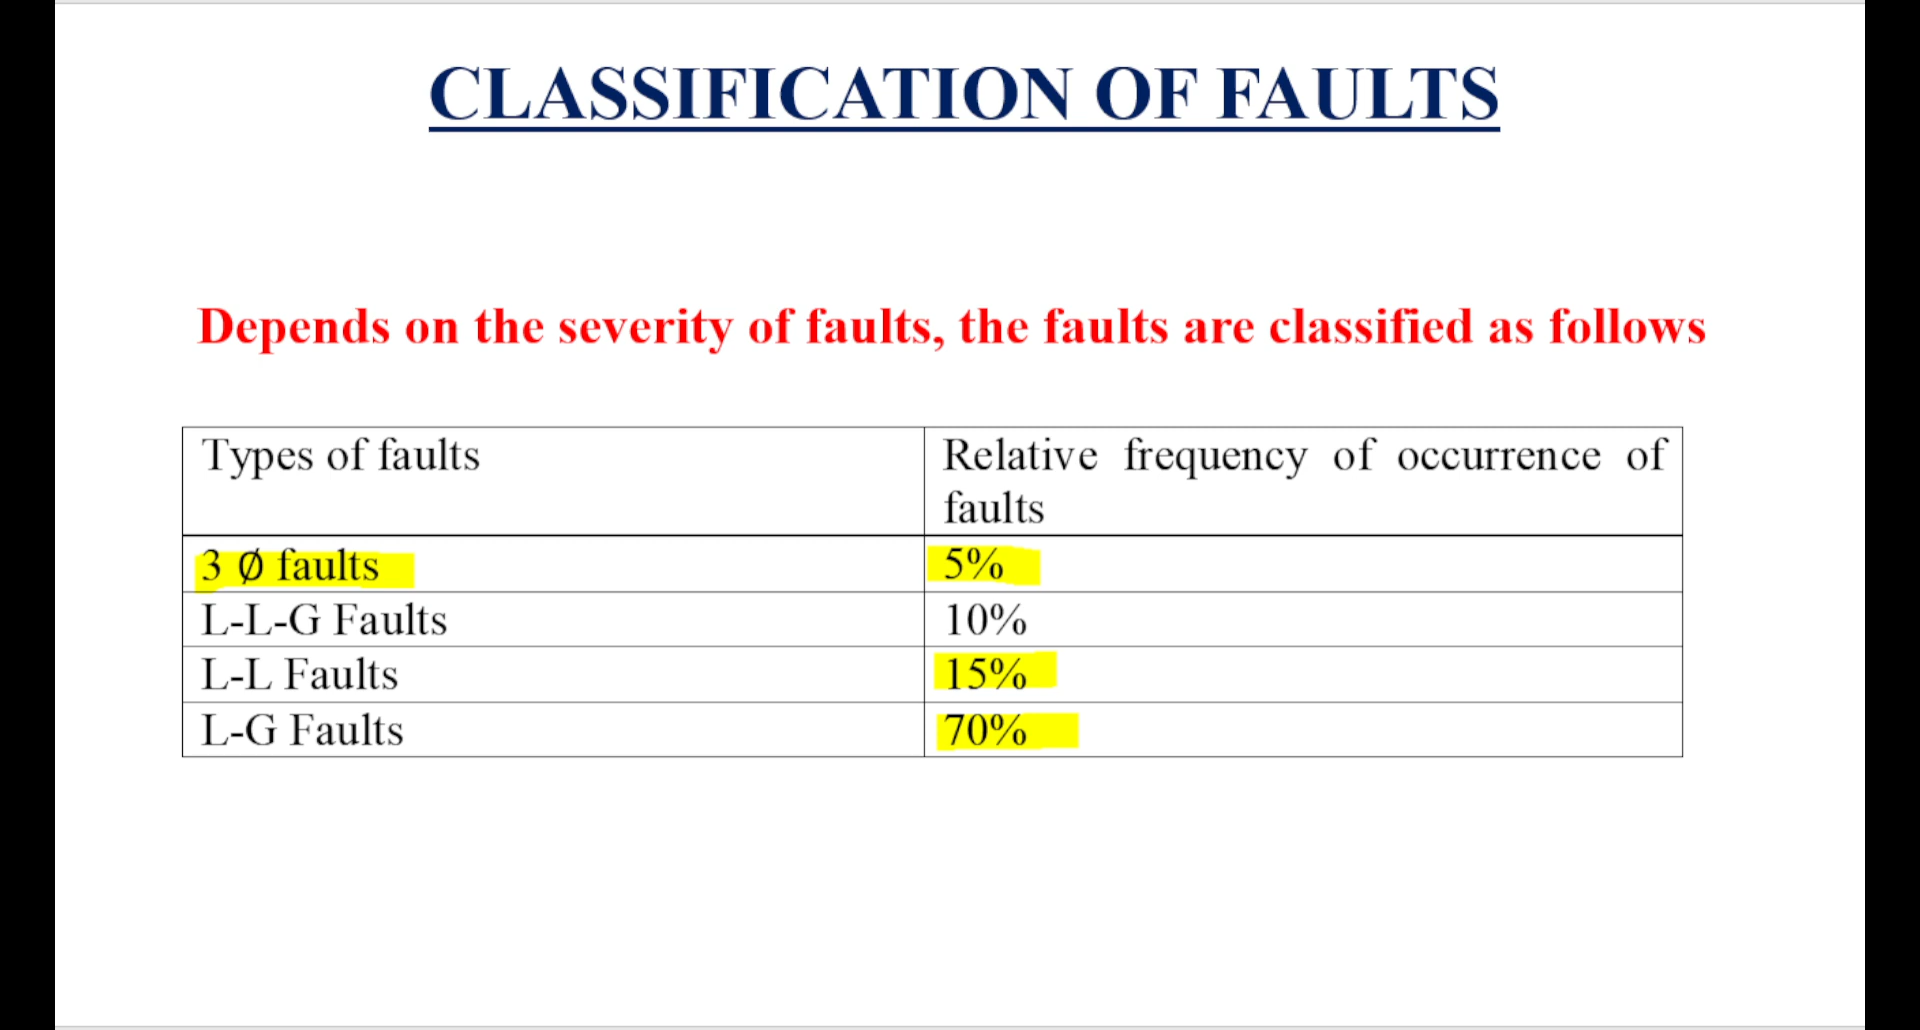 CLASSIFICATION OF FAULTS
Depends on the severity of faults, the faults are classified as follows
Types of faults
Relative frequency of occurrence of
faults
3 Ø faults
5%
L-L-G Faults
10%
L-L Faults
15%
L-G Faults
70%